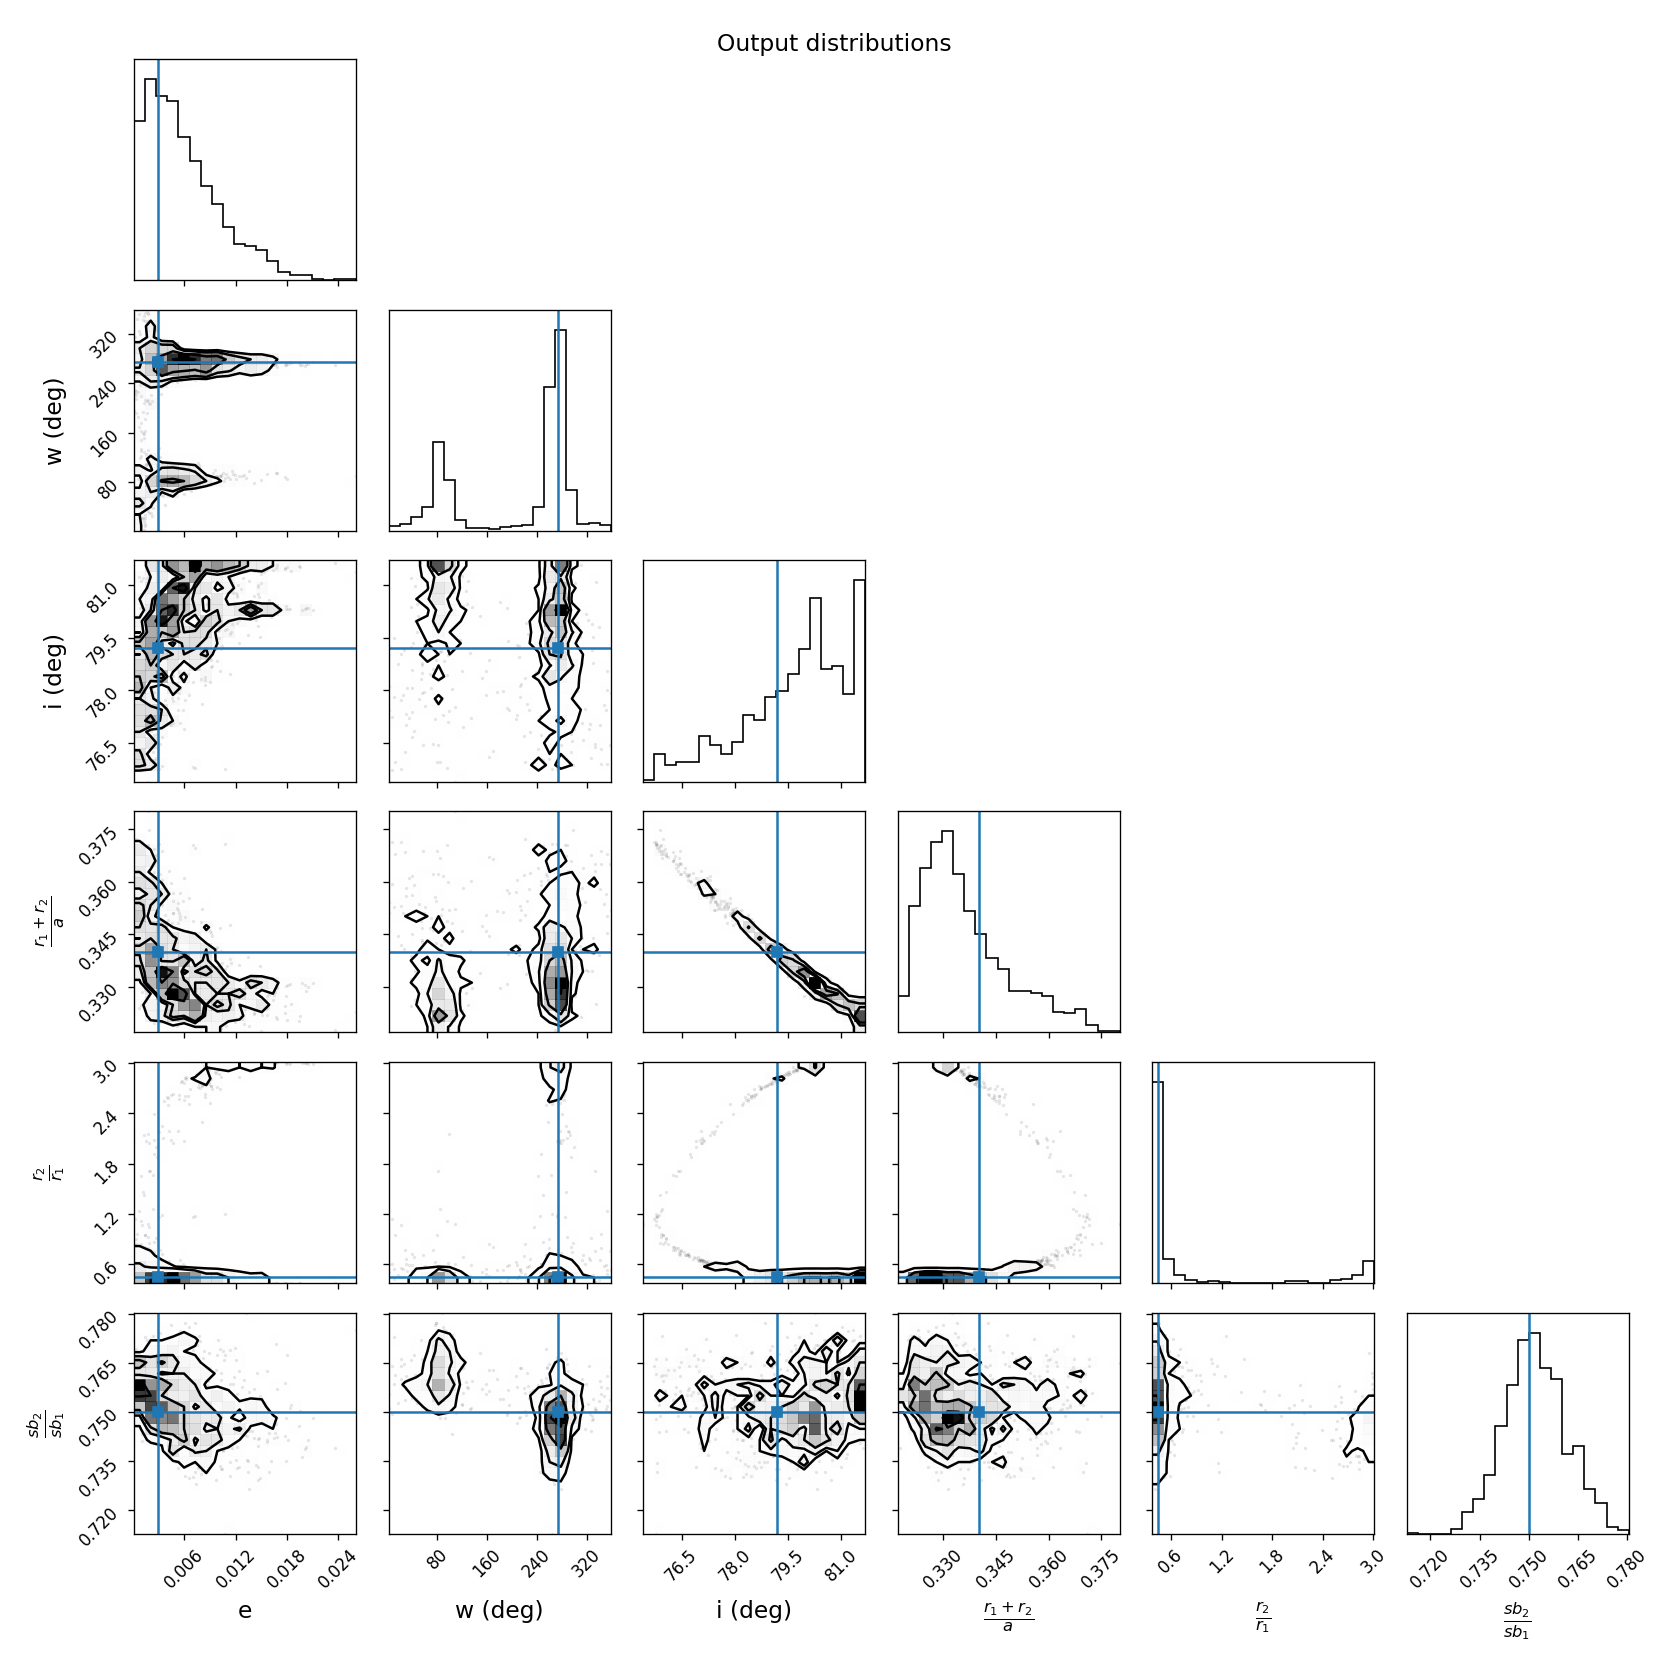 Output distributions
w (deg)
320
240
160
80
i (deg)
81.0
79.5
78.0
76.5
r₁ + r₂
a
0.375
0.360
0.345
0.330
r₂
r₁
3.0
2.4
1.8
1.2
0.6
sb₂
sb₁
0.780
0.765
0.750
0.735
0.720
0.006 0.012 0.018 0.024 80 160 240 320 76.5 78.0 79.5 81.0 0.330 0.345 0.360 0.375 0.6 1.2 1.8 2.4 3.0 0.720 0.735 0.750 0.765 0.780
e w (deg) i (deg) r₁ + r₂ r₂ sb₂
a r₁ sb₁